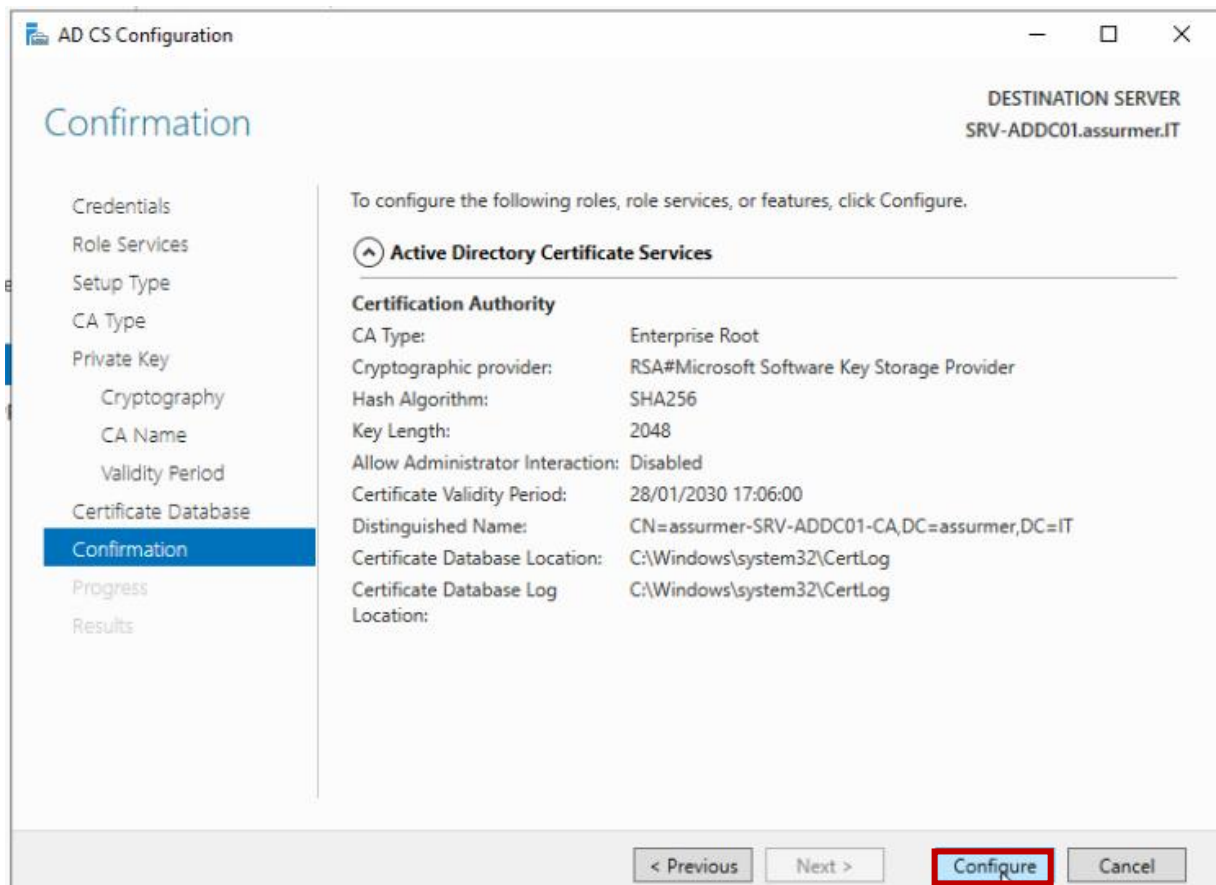 AD CS Configuration
Confirmation
DESTINATION SERVER
SRV-ADDC01.assurmer.IT
Credentials
Role Services
Setup Type
CA Type
Private Key
Cryptography
CA Name
Validity Period
Certificate Database
Confirmation
Progress
Results
To configure the following roles, role services, or features, click Configure.
Active Directory Certificate Services
Certification Authority
CA Type: Enterprise Root
Cryptographic provider: RSA#Microsoft Software Key Storage Provider
Hash Algorithm: SHA256
Key Length: 2048
Allow Administrator Interaction: Disabled
Certificate Validity Period: 28/01/2030 17:06:00
Distinguished Name: CN=assurmer-SRV-ADDC01-CA,DC=assurmer,DC=IT
Certificate Database Location: C:\Windows\system32\CertLog
Certificate Database Log C:\Windows\system32\CertLog
Location:
< Previous Next > Configure Cancel